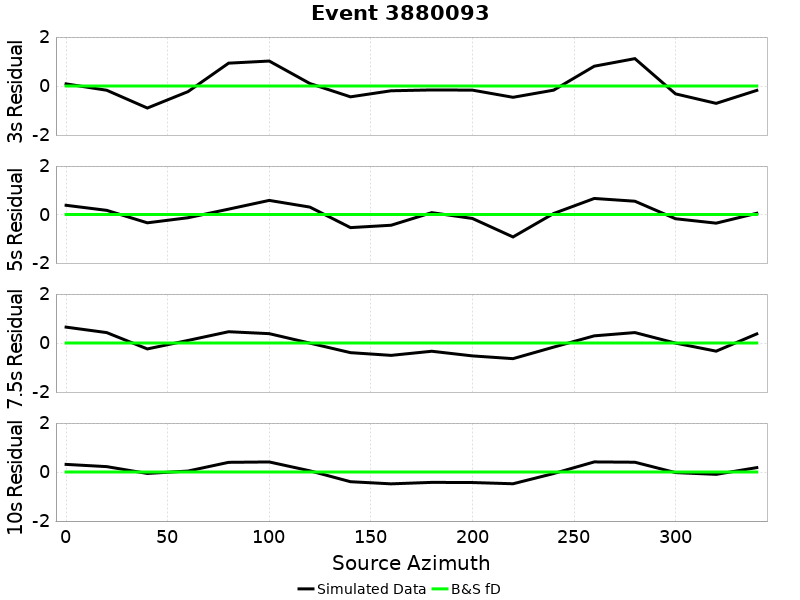 Event 3880093
3s Residual
2
0
-2
5s Residual
2
0
-2
7.5s Residual
2
0
-2
10s Residual
2
0
-2
0 50 100 150 200 250 300
Source Azimuth
Simulated Data B&S fD